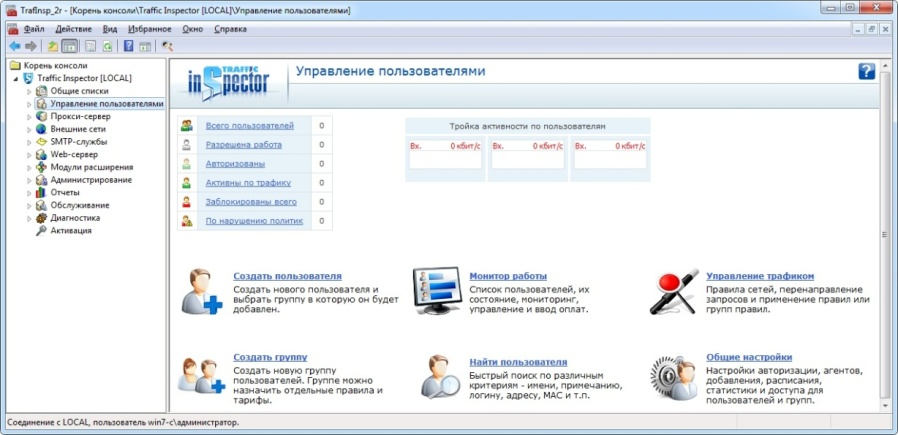 TrafInsp_2r - [Корень консоли\Traffic Inspector [LOCAL]\Управление пользователями]
Файл Действие Вид Избранное Окно Справка
Корень консоли
Traffic Inspector [LOCAL]
Общие списки
Управление пользователями
Прокси-сервер
Внешние сети
SMTP-службы
Web-сервер
Модули расширения
Администрирование
Отчеты
Обслуживание
Диагностика
Активация
TRAFFIC
inSpector
Управление пользователями
Всего пользователей 0
Разрешена работа 0
Авторизованы 0
Активны по трафику 0
Заблокированы всего 0
По нарушению политик 0
Тройка активности по пользователям
Вх. 0 кбит/с Вх. 0 кбит/с Вх. 0 кбит/с
Создать пользователя
Создать нового пользователя и
выбрать группу в которую он будет
добавлен.
Монитор работы
Список пользователей, их
состояние, мониторинг,
управление и ввод оплат.
Управление трафиком
Правила сетей, перенаправление
запросов и применение правил или
групп правил.
Создать группу
Создать новую группу
пользователей. Группе можно
назначить отдельные правила и
тарифы.
Найти пользователя
Быстрый поиск по различным
критериям - имени, примечанию,
логину, адресу, MAC и т.п.
Общие настройки
Настройки авторизации, агентов,
добавления, расписания,
статистики и доступа для
пользователей и групп.
Соединение с LOCAL, пользователь win7-c\администратор.